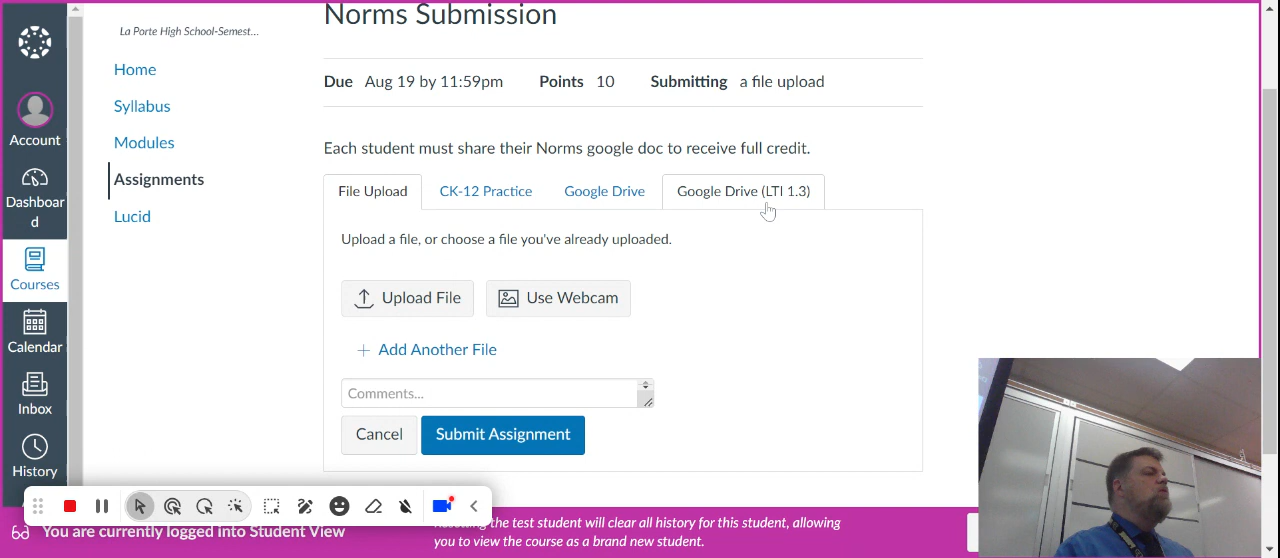 Norms Submission
La Porte High School-Semest...
Home
Syllabus
Modules
Assignments
Lucid
Account
Dashboar
d
Courses
Calendar
Inbox
History
Due Aug 19 by 11:59pm Points 10 Submitting a file upload
Each student must share their Norms google doc to receive full credit.
File Upload CK-12 Practice Google Drive Google Drive (LTI 1.3)
Upload a file, or choose a file you've already uploaded.
Upload File Use Webcam
+ Add Another File
Comments...
Cancel Submit Assignment
You are currently logged into Student View
the test student will clear all history for this student, allowing
you to view the course as a brand new student.